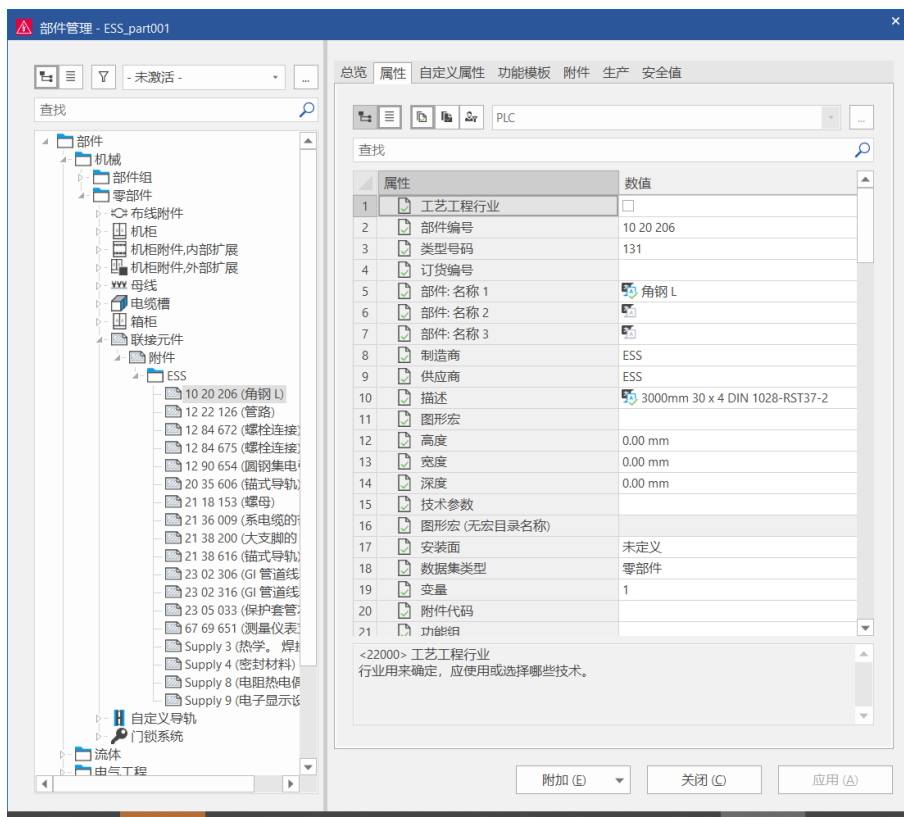 部件管理 - ESS_part001
- 未激活 -
...
查找
部件
机械
部件组
零部件
布线附件
机柜
机柜附件,内部扩展
机柜附件,外部扩展
母线
电缆槽
箱柜
联接元件
附件
ESS
10 20 206 (角钢 L)
12 22 126 (管路)
12 84 672 (螺栓连接)
12 84 675 (螺栓连接)
12 90 654 (圆钢集电
20 35 606 (锚式导轨)
21 18 153 (螺母)
21 36 009 (系电缆的
21 38 200 (大支脚的
21 38 616 (锚式导轨)
23 02 306 (GI 管道线
23 02 316 (GI 管道线
23 05 033 (保护套管
67 69 651 (测量仪表
Supply 3 (热学。 焊
Supply 4 (密封材料)
Supply 8 (电阻热电偶
Supply 9 (电子显示设
自定义导轨
门锁系统
流体
电气工程
总览 属性 自定义属性 功能模板 附件 生产 安全值
PLC
...
查找
属性 数值
1 工艺工程行业
2 部件编号 10 20 206
3 类型号码 131
4 订货编号
5 部件: 名称 1 角钢 L
6 部件: 名称 2
7 部件: 名称 3
8 制造商 ESS
9 供应商 ESS
10 描述 3000mm 30 x 4 DIN 1028-RST37-2
11 图形宏
12 高度 0.00 mm
13 宽度 0.00 mm
14 深度 0.00 mm
15 技术参数
16 图形宏 (无宏目录名称)
17 安装面 未定义
18 数据集类型 零部件
19 变量 1
20 附件代码
21 功能组
<22000> 工艺工程行业
行业用来确定，应使用或选择哪些技术。
附加 (E)
关闭 (C)
应用 (A)